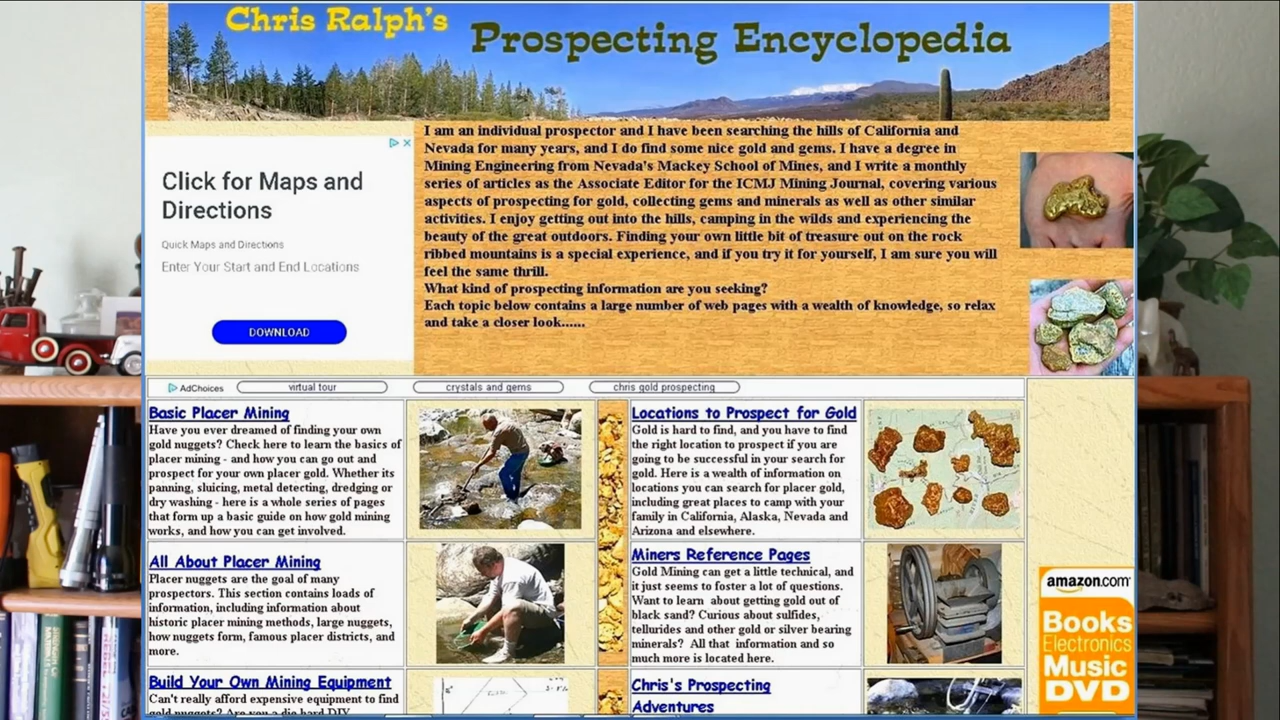 Chris Ralph's
Prospecting Encyclopedia
Click for Maps and
Directions
Quick Maps and Directions
Enter Your Start and End Locations
DOWNLOAD
I am an individual prospector and I have been searching the hills of California and
Nevada for many years, and I do find some nice gold and gems. I have a degree in
Mining Engineering from Nevada's Mackey School of Mines, and I write a monthly
series of articles as the Associate Editor for the ICMJ Mining Journal, covering various
aspects of prospecting for gold, collecting gems and minerals as well as other similar
activities. I enjoy getting out into the hills, camping in the wilds and experiencing the
beauty of the great outdoors. Finding your own little bit of treasure out on the rock
ribbed mountains is a special experience, and if you try it for yourself, I am sure you will
feel the same thrill.
What kind of prospecting information are you seeking?
Each topic below contains a large number of web pages with a wealth of knowledge, so relax
and take a closer look......
AdChoices
virtual tour
crystals and gems
chris gold prospecting
Basic Placer Mining
Have you ever dreamed of finding your own
gold nuggets? Check here to learn the basics of
placer mining - and how you can go out and
prospect for your own placer gold. Whether its
panning, sluicing, metal detecting, dredging or
dry washing - here is a whole series of pages
that form up a basic guide on how gold mining
works, and how you can get involved.
Locations to Prospect for Gold
Gold is hard to find, and you have to find
the right location to prospect if you are
going to be successful in your search for
gold. Here is a wealth of information on
locations you can search for placer gold,
including great places to camp with your
family in California, Alaska, Nevada and
Arizona and elsewhere.
All About Placer Mining
Placer nuggets are the goal of many
prospectors. This section contains loads of
information, including information about
historic placer mining methods, large nuggets,
how nuggets form, famous placer districts, and
more.
Miners Reference Pages
Gold Mining can get a little technical, and
it just seems to foster a lot of questions.
Want to learn about getting gold out of
black sand? Curious about sulfides,
tellurides and other gold or silver bearing
minerals? All that information and so
much more is located here.
Build Your Own Mining Equipment
Can't really afford expensive equipment to find
gold nuggets? Are you a die hard DIY
Chris's Prospecting
Adventures
amazon.com
Books
Electronics
Music
DVD